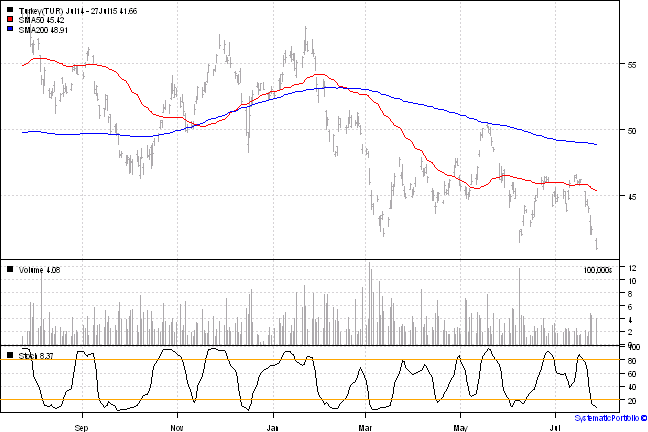 Turkey(TUR) Jul14 - 27Jul15 41.66
SMA50 45.42
SMA200 48.91
55
50
45
Volume 4.08
100,000s
12
10
8
6
4
2
0
Stoch 8.37
100
80
60
40
20
Sep
Nov
Jan
Mar
May
Jul
SystematicPortfolio ©